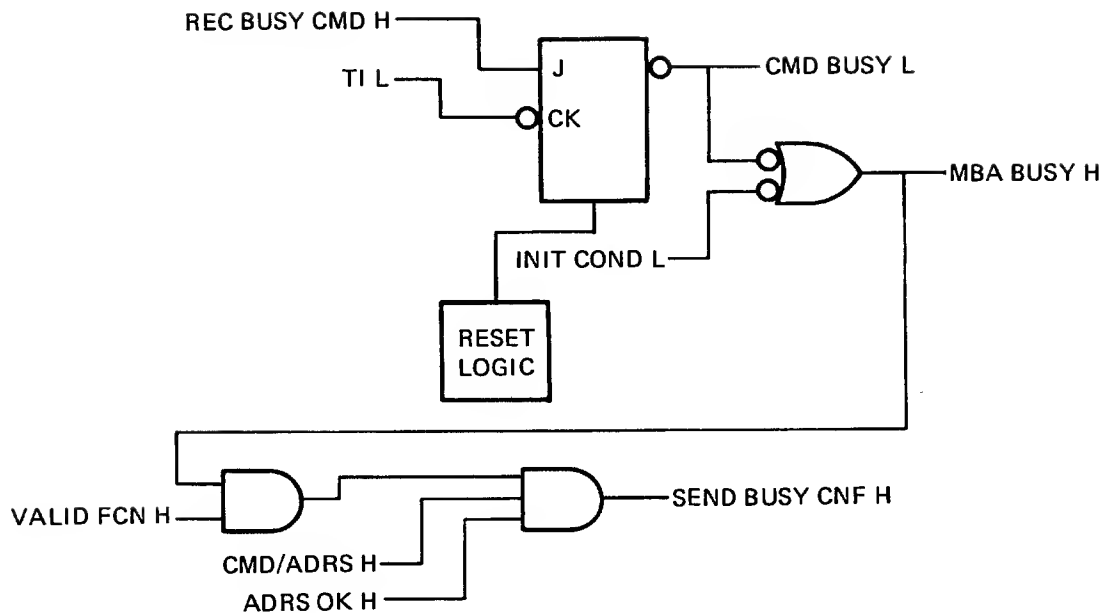 REC BUSY CMD H
J
CMD BUSY L
TI L
CK
MBA BUSY H
INIT COND L
RESET
LOGIC
SEND BUSY CNF H
VALID FCN H
CMD/ADRS H
ADRS OK H